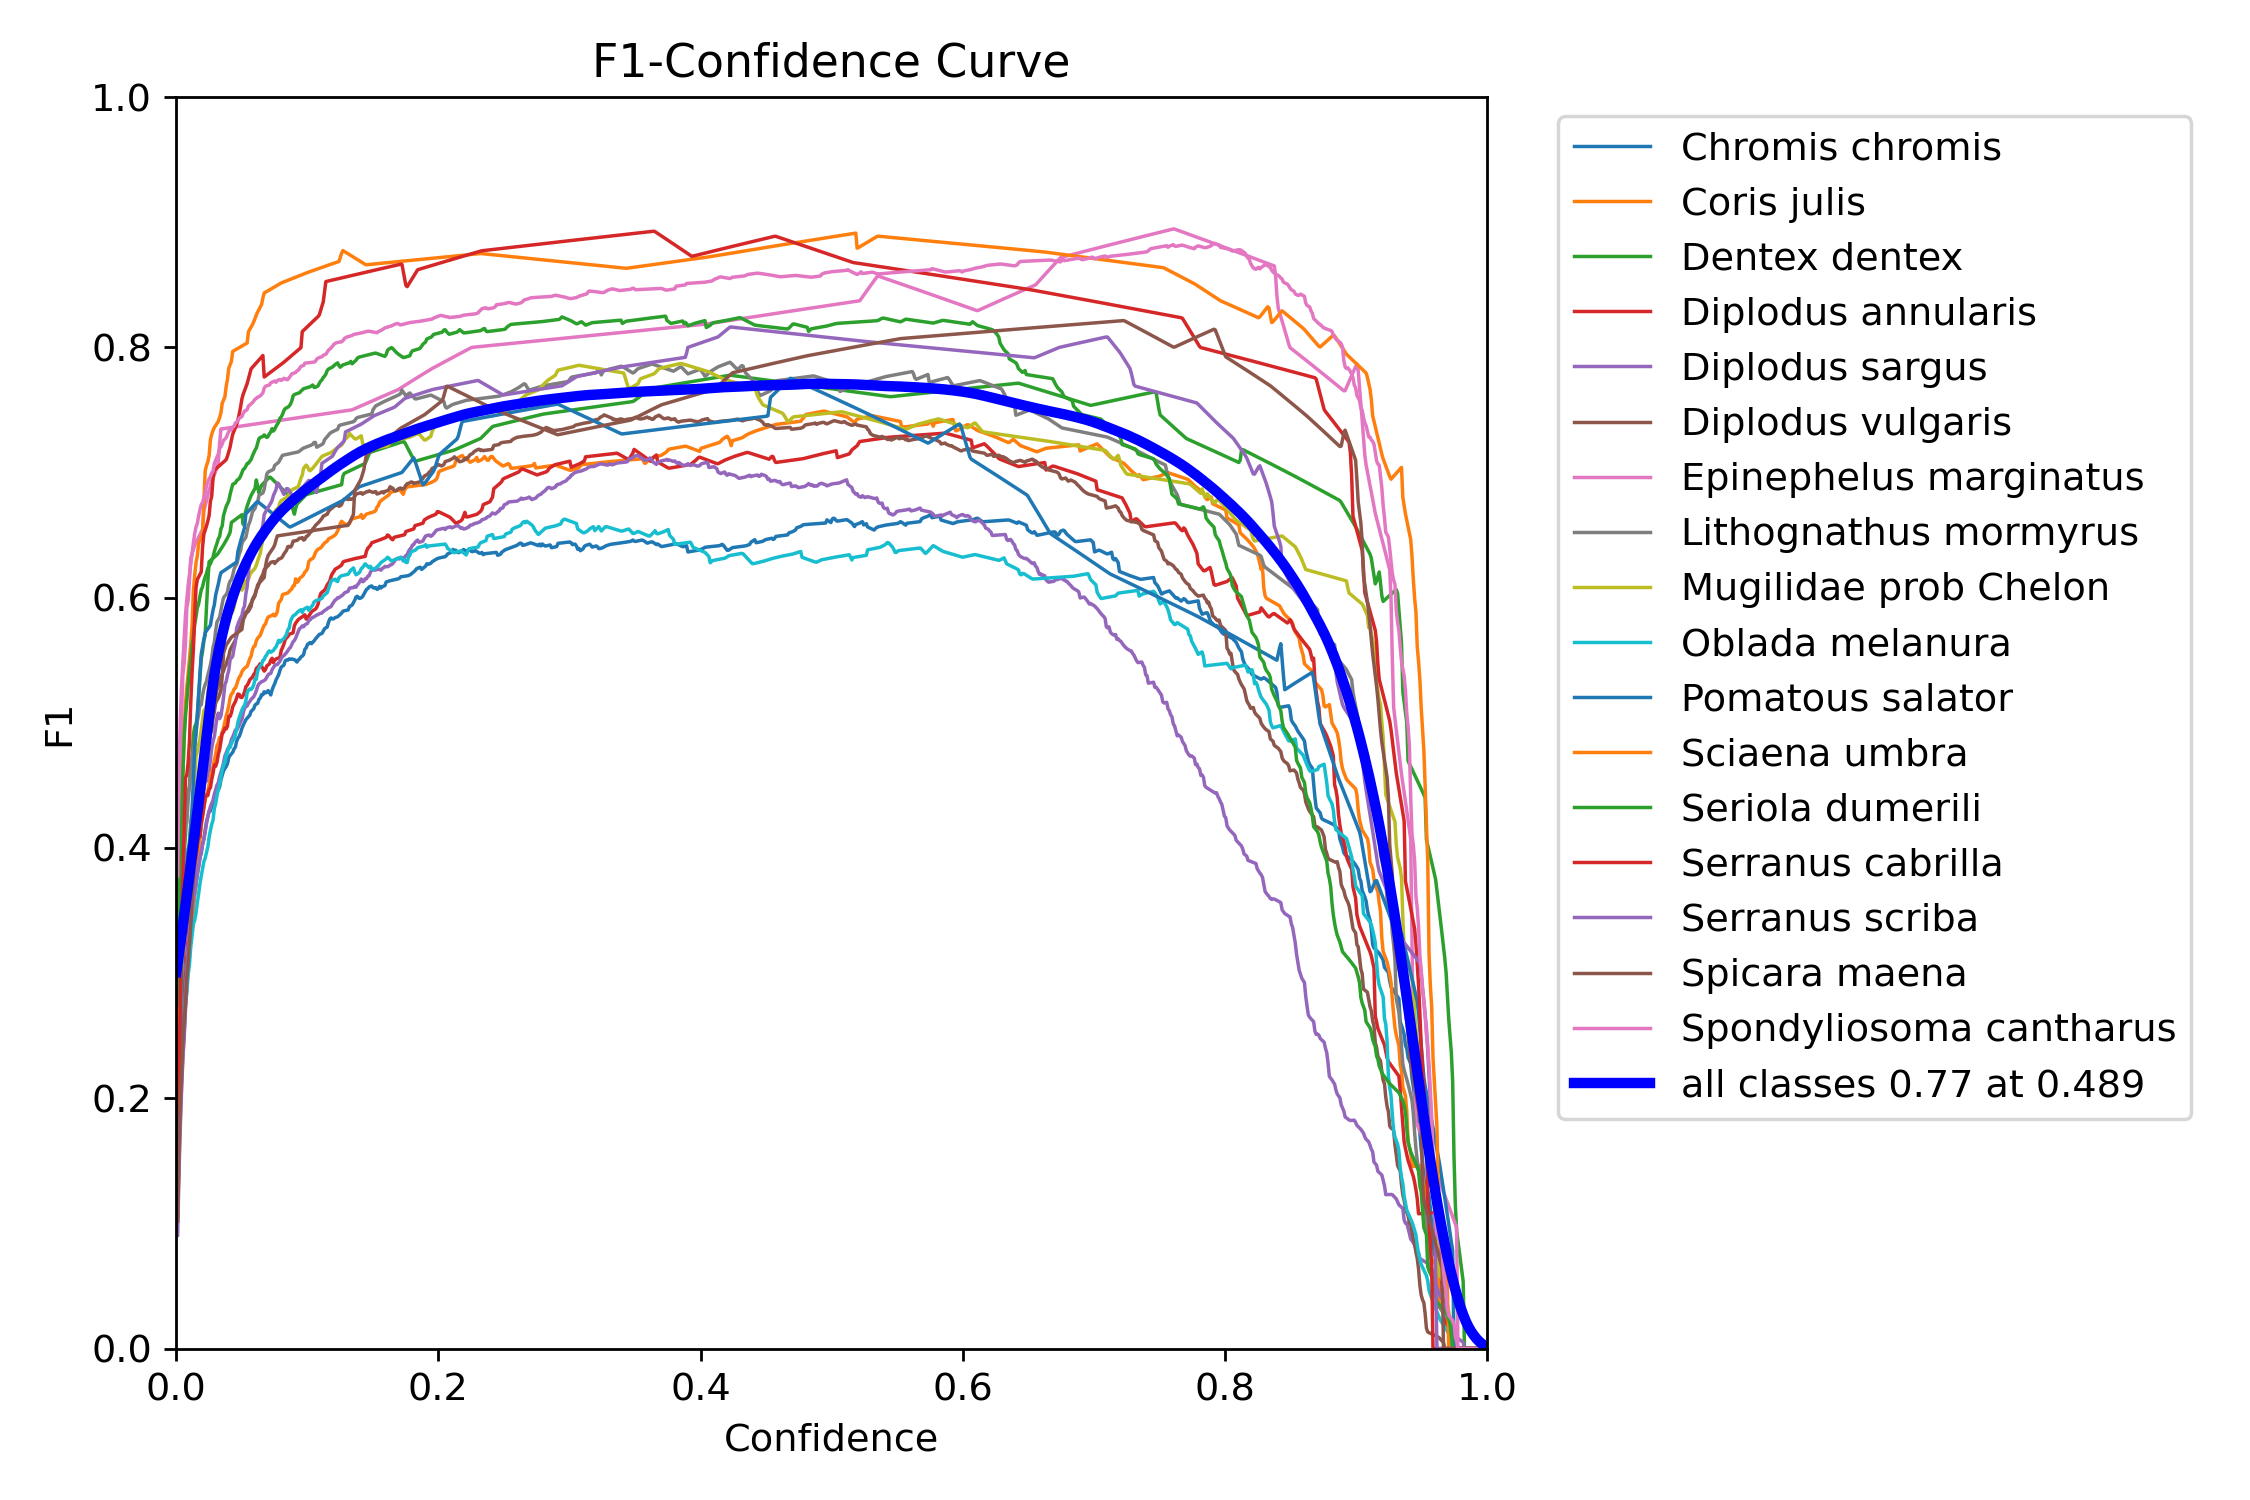 F1-Confidence Curve
1.0
0.8
0.6
0.4
0.2
0.0
F1
0.0 0.2 0.4 0.6 0.8 1.0
Confidence
Chromis chromis
Coris julis
Dentex dentex
Diplodus annularis
Diplodus sargus
Diplodus vulgaris
Epinephelus marginatus
Lithognathus mormyrus
Mugilidae prob Chelon
Oblada melanura
Pomatous salator
Sciaena umbra
Seriola dumerili
Serranus cabrilla
Serranus scriba
Spicara maena
Spondyliosoma cantharus
all classes 0.77 at 0.489